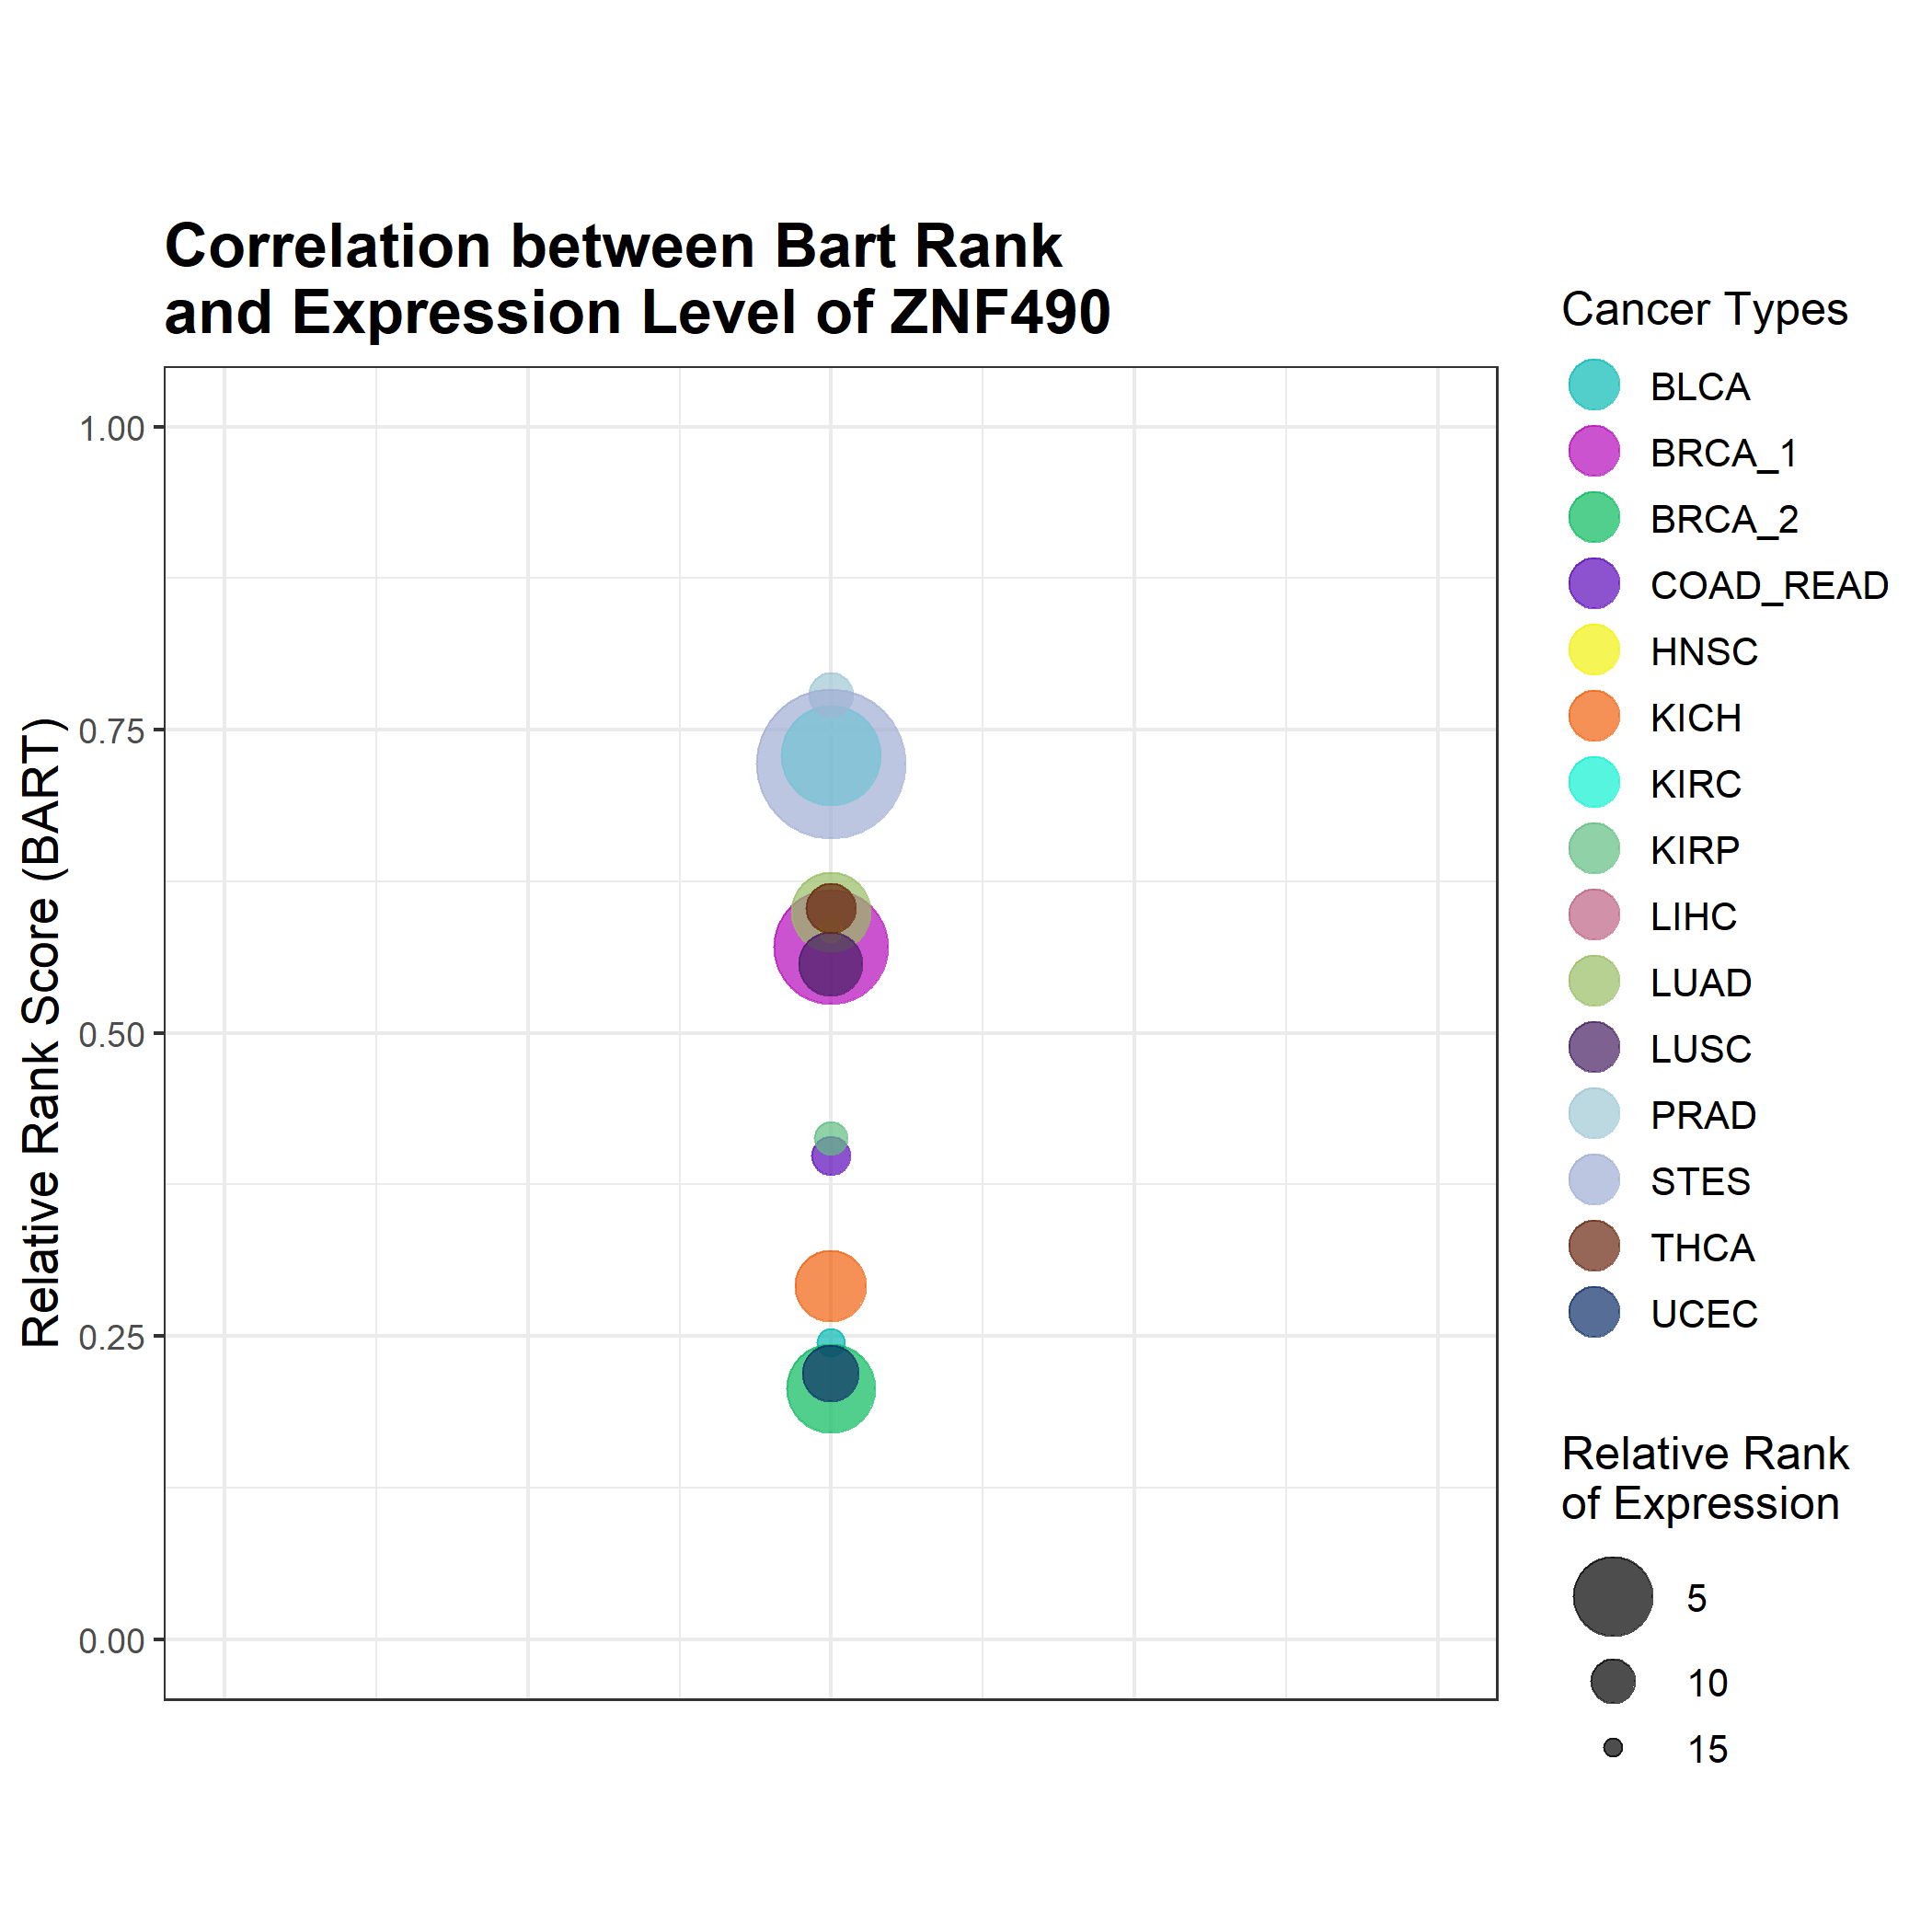 Correlation between Bart Rank
and Expression Level of ZNF490
Relative Rank Score (BART)
1.00
0.75
0.50
0.25
0.00
Cancer Types
BLCA
BRCA_1
BRCA_2
COAD_READ
HNSC
KICH
KIRC
KIRP
LIHC
LUAD
LUSC
PRAD
STES
THCA
UCEC
Relative Rank
of Expression
5
10
15